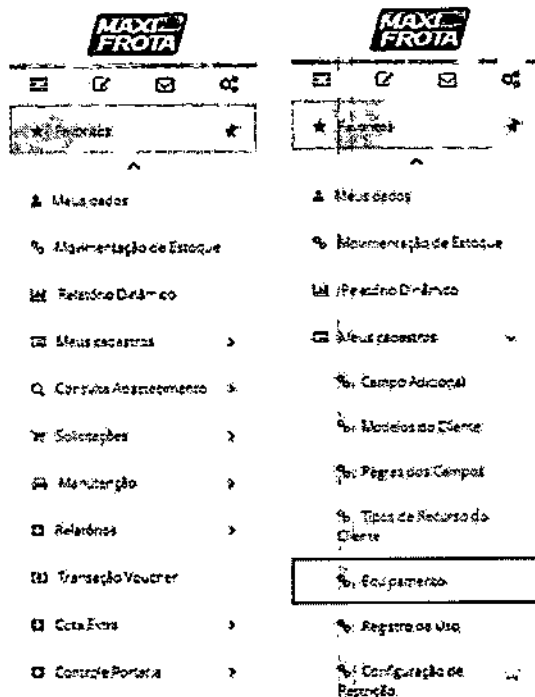 MAXI
FROTA
Favoritos
Meus dados
Movimentação de Estoque
Relatório Dinâmico
Meus cadastros
Consulta Abastecimento
Solicitações
Manutenção
Relatórios
Transação Voucher
Cota Extra
Controle Portaria
MAXI
FROTA
Favoritos
Meus dados
Movimentação de Estoque
Relatório Dinâmico
Meus cadastros
Campo Adicional
Modelos do Cliente
Regras dos Campos
Tipos de Recurso do
Cliente
Equipamento
Registro de Uso
Configuração de
Restrição